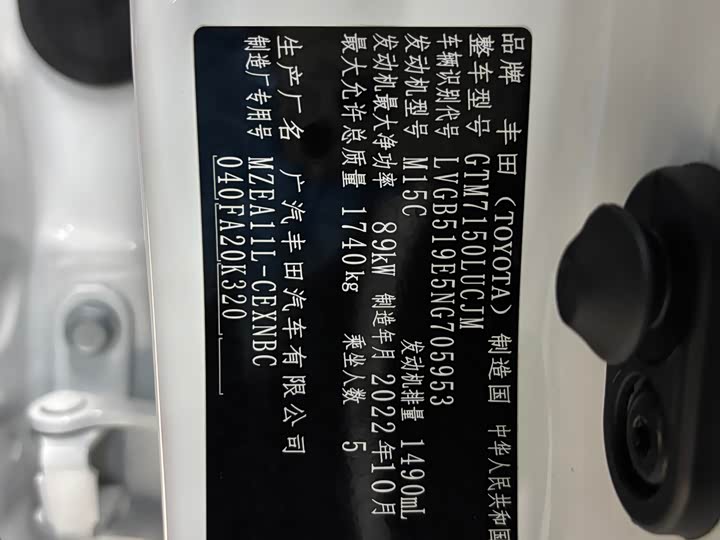 品牌 丰田(TOYOTA) 制造国 中华人民共和国
整车型号 GTM7150LUCJM
车辆识别代号 LVGB519E5NG705953
发动机型号 M15C 发动机排量 1490mL
发动机最大净功率 89kW 制造年月 2022年10月
最大允许总质量 1740kg 乘坐人数 5
生产厂名 广汽丰田汽车有限公司
制造厂专用号 MZEA11L-CEXNBC
040FA20K320